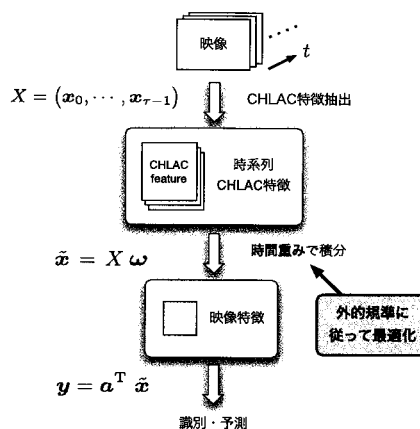 映像
t
X = (x₀, ⋯, x_{τ−1})
CHLAC特徴抽出
CHLAC
feature
時系列
CHLAC特徴
x̃ = X ω
時間重みで積分
外的規準に
従って最適化
映像特徴
y = aᵀ x̃
識別・予測